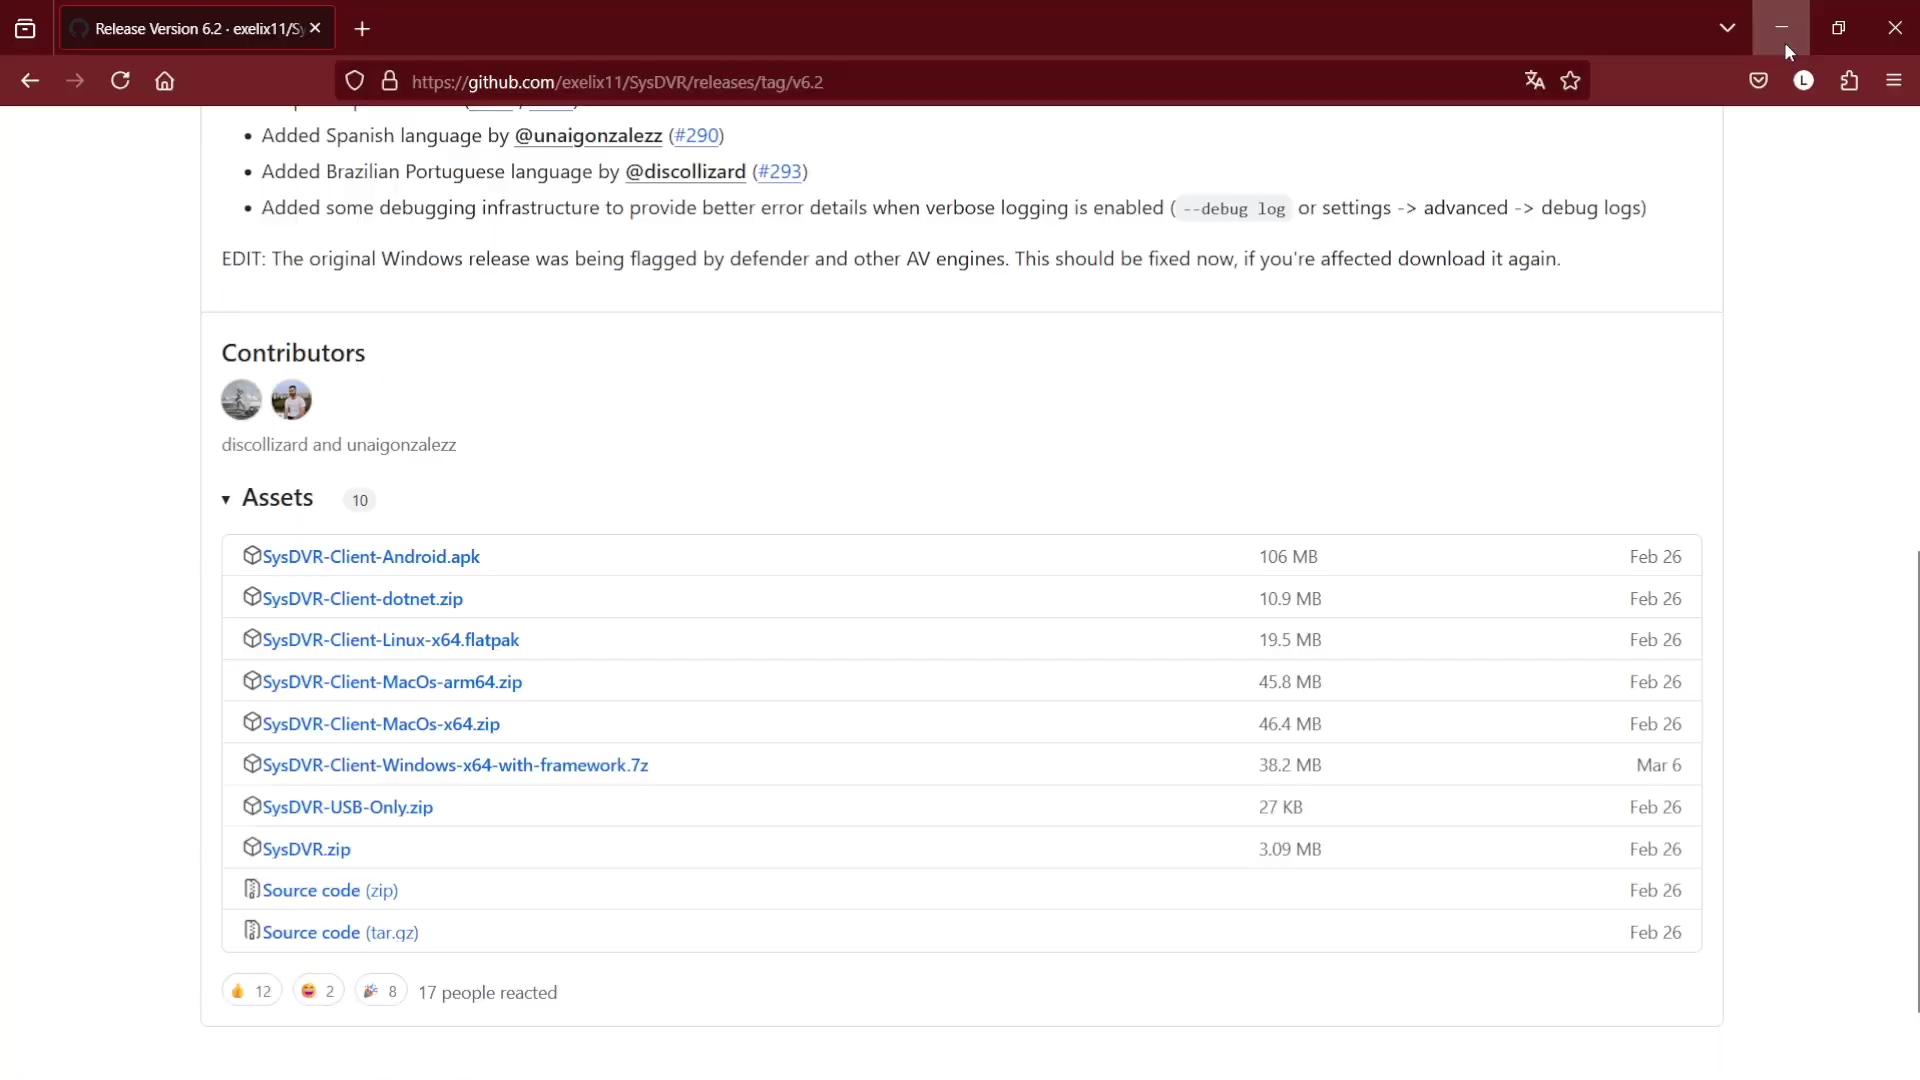 Release Version 6.2 · exelix11/Sy
https://github.com/exelix11/SysDVR/releases/tag/v6.2
L
Added Spanish language by @unaigonzalezz (#290)
Added Brazilian Portuguese language by @discollizard (#293)
Added some debugging infrastructure to provide better error details when verbose logging is enabled ( --debug log or settings -> advanced -> debug logs)
EDIT: The original Windows release was being flagged by defender and other AV engines. This should be fixed now, if you're affected download it again.
Contributors
discollizard and unaigonzalezz
Assets 10
SysDVR-Client-Android.apk 106 MB Feb 26
SysDVR-Client-dotnet.zip 10.9 MB Feb 26
SysDVR-Client-Linux-x64.flatpak 19.5 MB Feb 26
SysDVR-Client-MacOs-arm64.zip 45.8 MB Feb 26
SysDVR-Client-MacOs-x64.zip 46.4 MB Feb 26
SysDVR-Client-Windows-x64-with-framework.7z 38.2 MB Mar 6
SysDVR-USB-Only.zip 27 KB Feb 26
SysDVR.zip 3.09 MB Feb 26
Source code (zip) Feb 26
Source code (tar.gz) Feb 26
12 2 8 17 people reacted